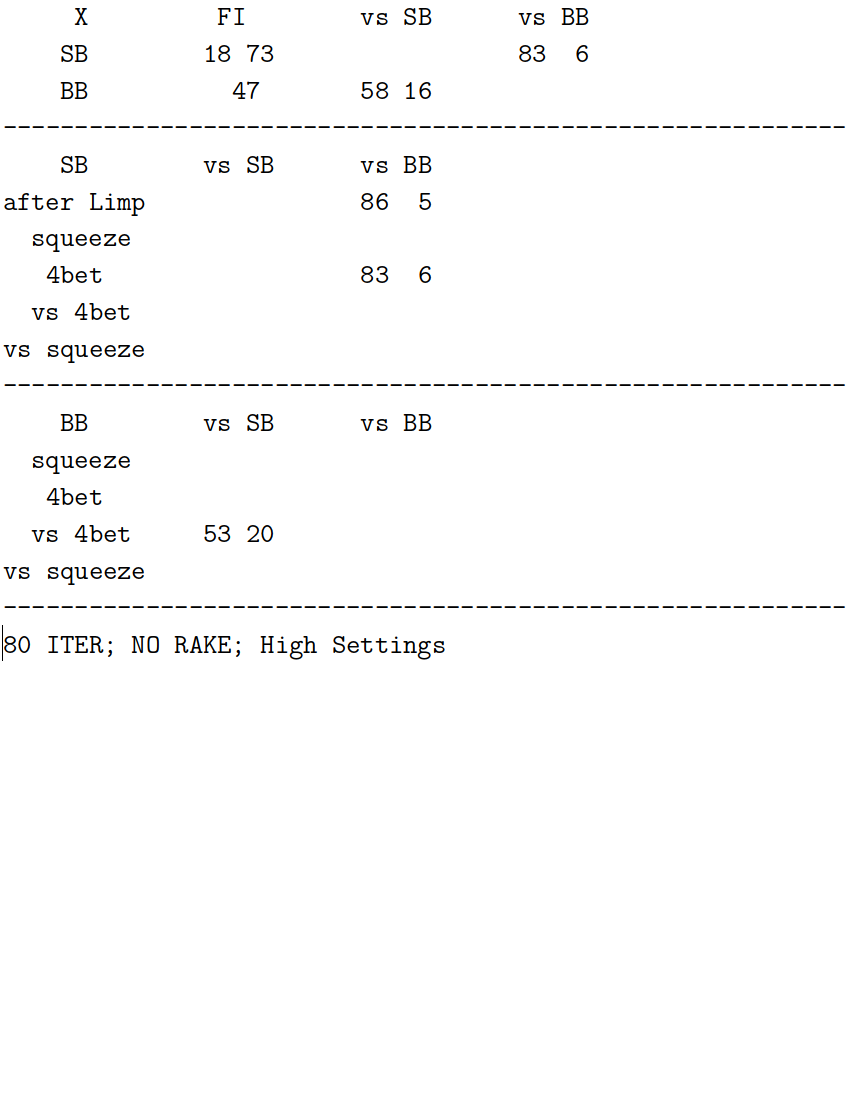 X         FI        vs SB      vs BB
    SB        18 73                 83  6
    BB          47       58 16
-----------------------------------------------------------
    SB        vs SB      vs BB
after Limp               86  5
  squeeze
   4bet                  83  6
  vs 4bet
vs squeeze
-----------------------------------------------------------
    BB        vs SB      vs BB
  squeeze
   4bet
  vs 4bet     53 20
vs squeeze
-----------------------------------------------------------
80 ITER; NO RAKE; High Settings